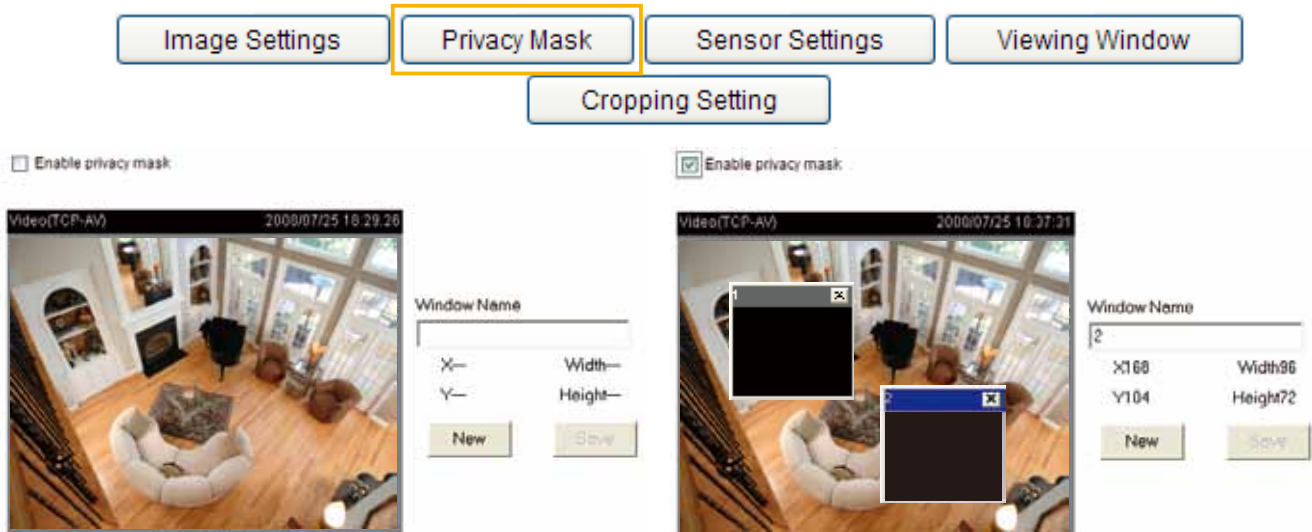 Image Settings Privacy Mask Sensor Settings Viewing Window
Cropping Setting
Enable privacy mask
Video(TCP-AV) 2008/07/25 18:29:26
Window Name
X— Width—
Y— Height—
New Save
Enable privacy mask
Video(TCP-AV) 2008/07/25 18:37:31
1
2
Window Name
2
X168 Width96
Y104 Height72
New Save